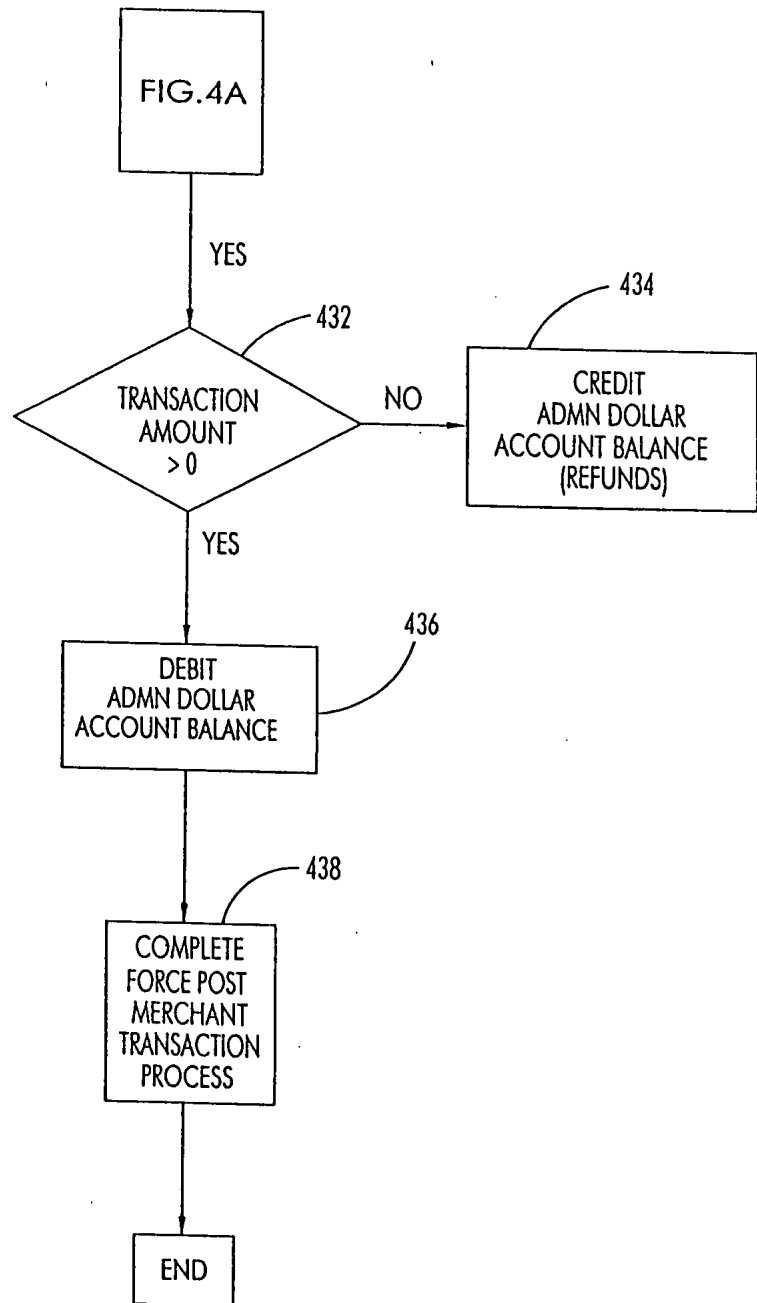 FIG.4A
YES
432
TRANSACTION
AMOUNT
> 0
NO
434
CREDIT
ADMN DOLLAR
ACCOUNT BALANCE
(REFUNDS)
YES
436
DEBIT
ADMN DOLLAR
ACCOUNT BALANCE
438
COMPLETE
FORCE POST
MERCHANT
TRANSACTION
PROCESS
END